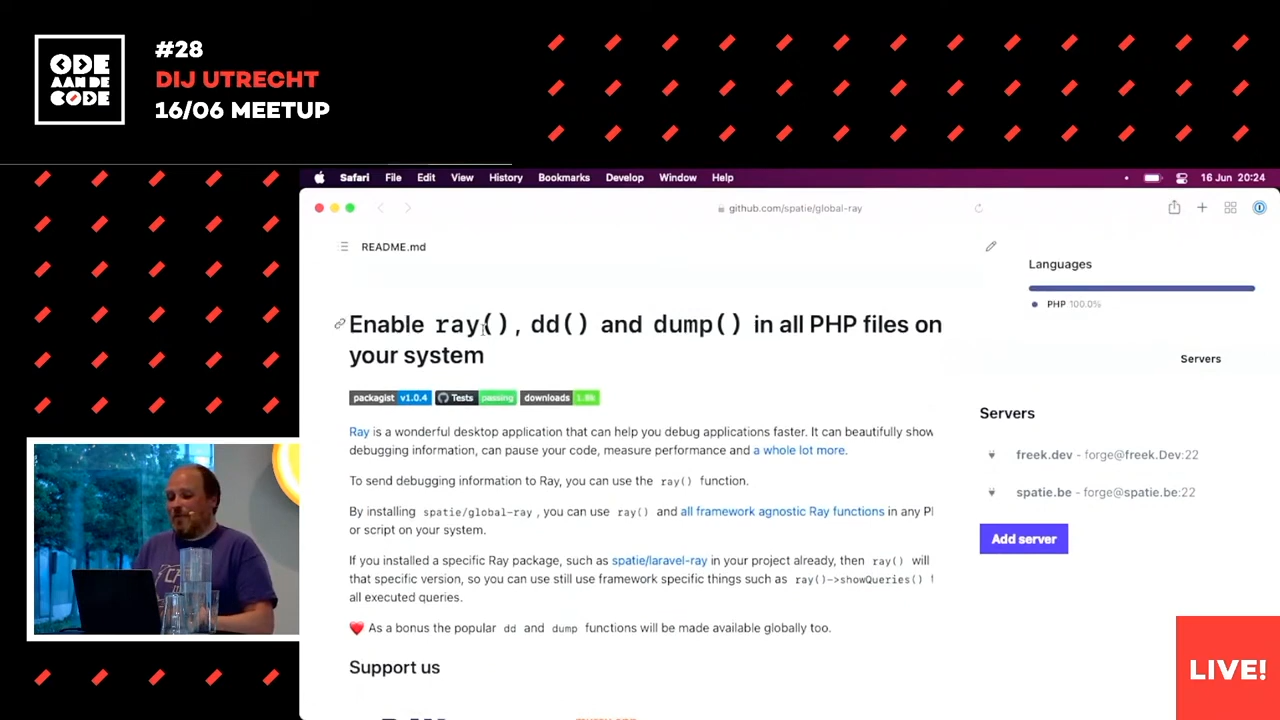 ODE
AAN DE
CODE
#28
DIJ UTRECHT
16/06 MEETUP
Safari File Edit View History Bookmarks Develop Window Help
16 Jun 20:24
github.com/spatie/global-ray
README.md
Enable ray(), dd() and dump() in all PHP files on
your system
packagist v1.0.4 Tests passing downloads 1.8k
Ray is a wonderful desktop application that can help you debug applications faster. It can beautifully show
debugging information, can pause your code, measure performance and a whole lot more.
To send debugging information to Ray, you can use the ray() function.
By installing spatie/global-ray, you can use ray() and all framework agnostic Ray functions in any
or script on your system.
If you installed a specific Ray package, such as spatie/laravel-ray in your project already, then ray() will
that specific version, so you can use still use framework specific things such as ray()->showQueries()
all executed queries.
As a bonus the popular dd and dump functions will be made available globally too.
Support us
Languages
PHP 100.0%
Servers
Servers
freek.dev - forge@freek.Dev:22
spatie.be - forge@spatie.be:22
Add server
LIVE!